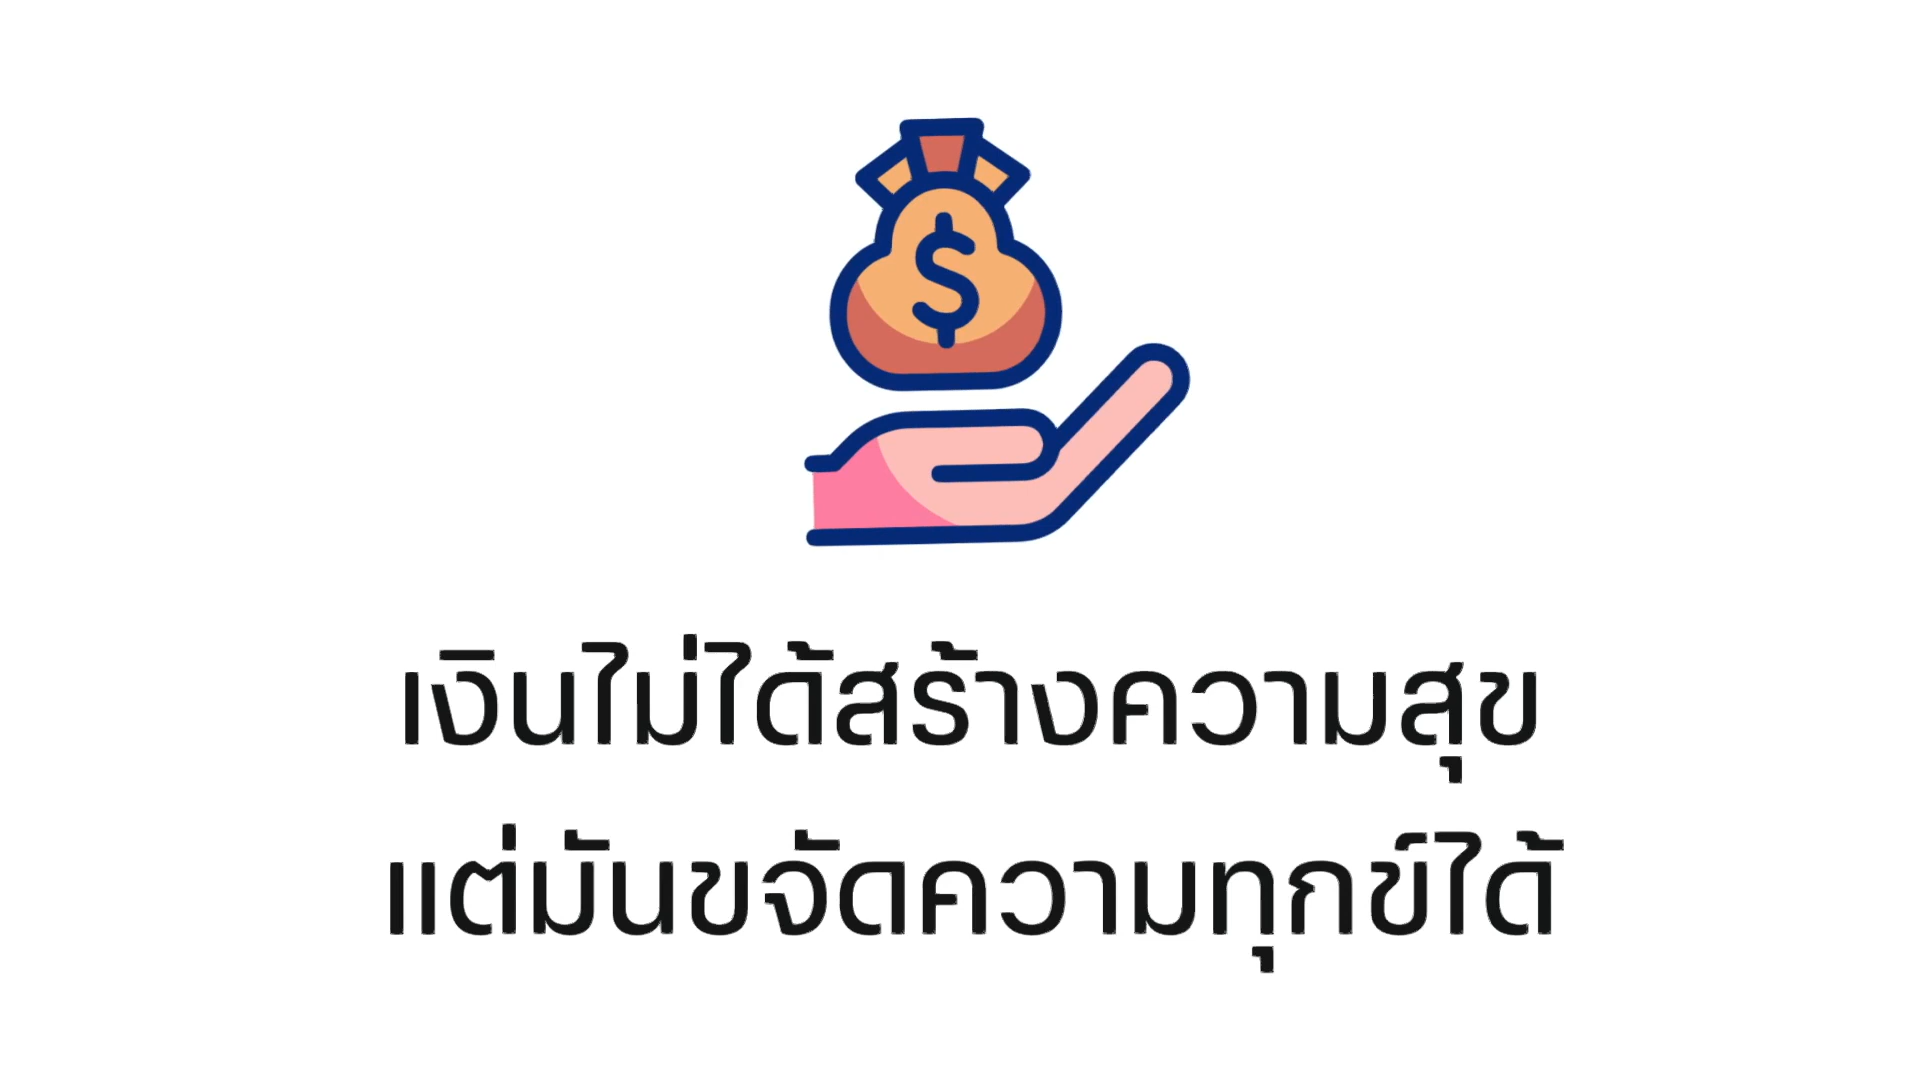 $
เงินไม่ได้สร้างความสุข
แต่มันขจัดความทุกข์ได้